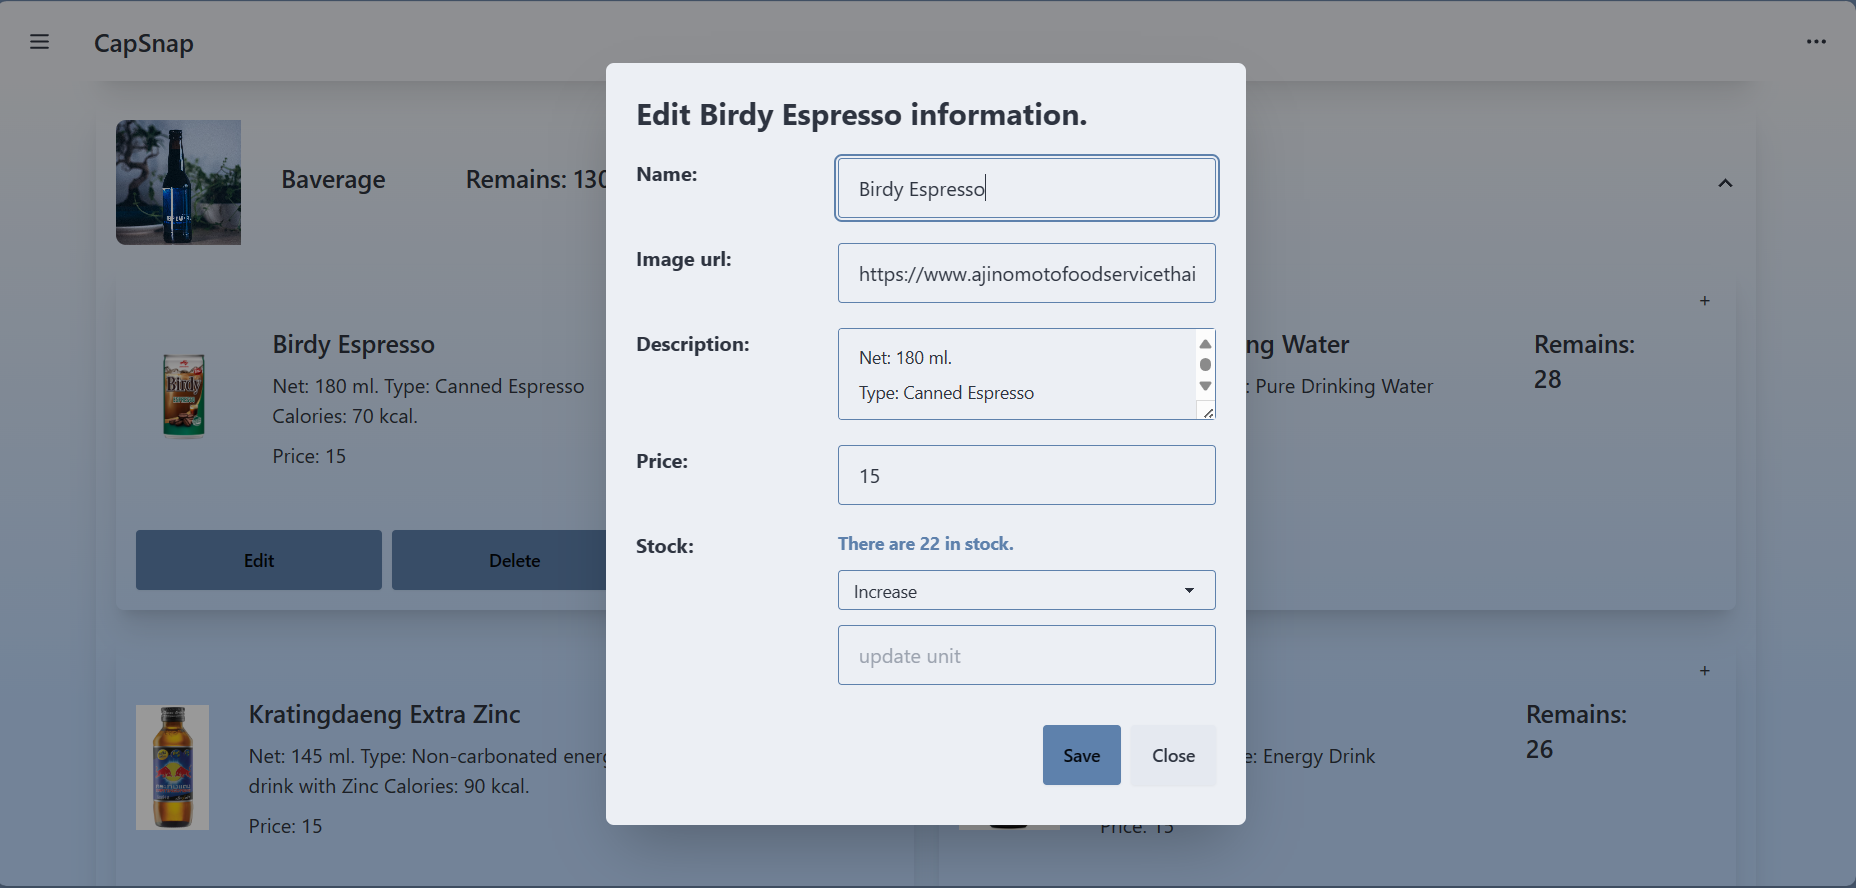 CapSnap
Baverage
Remains: 130
Birdy Espresso
Net: 180 ml. Type: Canned Espresso
Calories: 70 kcal.
Price: 15
Edit
Delete
Kratingdaeng Extra Zinc
Net: 145 ml. Type: Non-carbonated energ
drink with Zinc Calories: 90 kcal.
Price: 15
Edit Birdy Espresso information.
Name:
Birdy Espresso
Image url:
https://www.ajinomotofoodservicethai
Description:
Net: 180 ml.
Type: Canned Espresso
Price:
15
Stock:
There are 22 in stock.
Increase
update unit
Save
Close
+
ng Water
: Pure Drinking Water
Remains:
28
+
e: Energy Drink
Price: 15
Remains:
26
Birdy